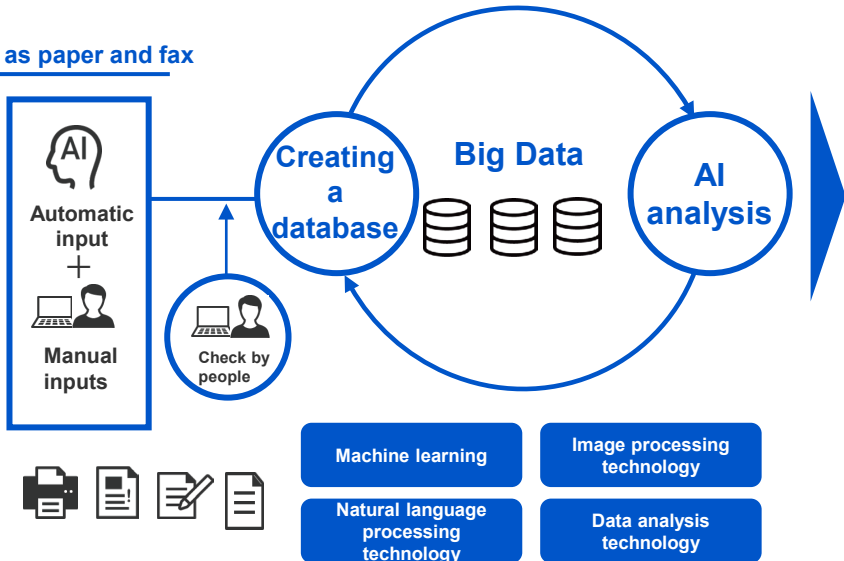 as paper and fax
AI
Automatic
input
+
Manual
inputs
Check by
people
Creating
a
database
Big Data
AI
analysis
Machine learning
Image processing
technology
Natural language
processing
technology
Data analysis
technology